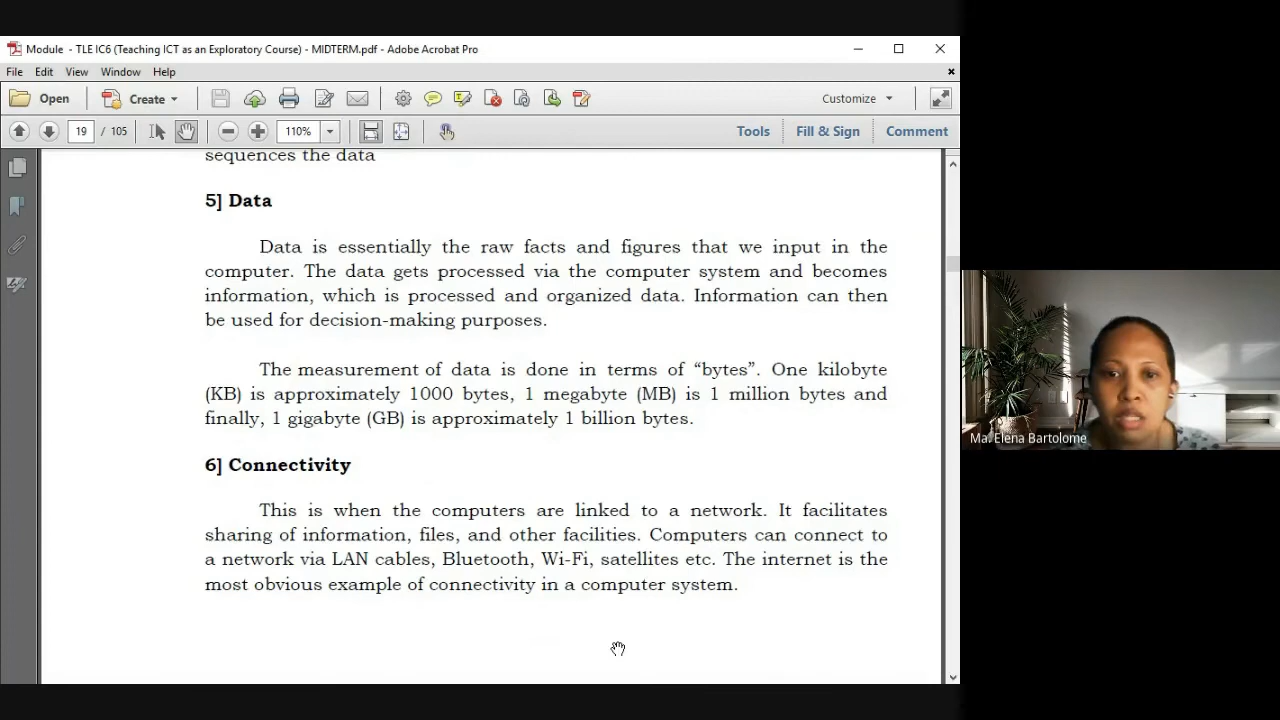 Module - TLE IC6 (Teaching ICT as an Exploratory Course) - MIDTERM.pdf - Adobe Acrobat Pro
File Edit View Window Help
Open Create Customize
19 / 105 110% Tools Fill & Sign Comment
sequences the data
5] Data
Data is essentially the raw facts and figures that we input in the
computer. The data gets processed via the computer system and becomes
information, which is processed and organized data. Information can then
be used for decision-making purposes.
The measurement of data is done in terms of “bytes”. One kilobyte
(KB) is approximately 1000 bytes, 1 megabyte (MB) is 1 million bytes and
finally, 1 gigabyte (GB) is approximately 1 billion bytes.
6] Connectivity
This is when the computers are linked to a network. It facilitates
sharing of information, files, and other facilities. Computers can connect to
a network via LAN cables, Bluetooth, Wi-Fi, satellites etc. The internet is the
most obvious example of connectivity in a computer system.
Ma. Elena Bartolome